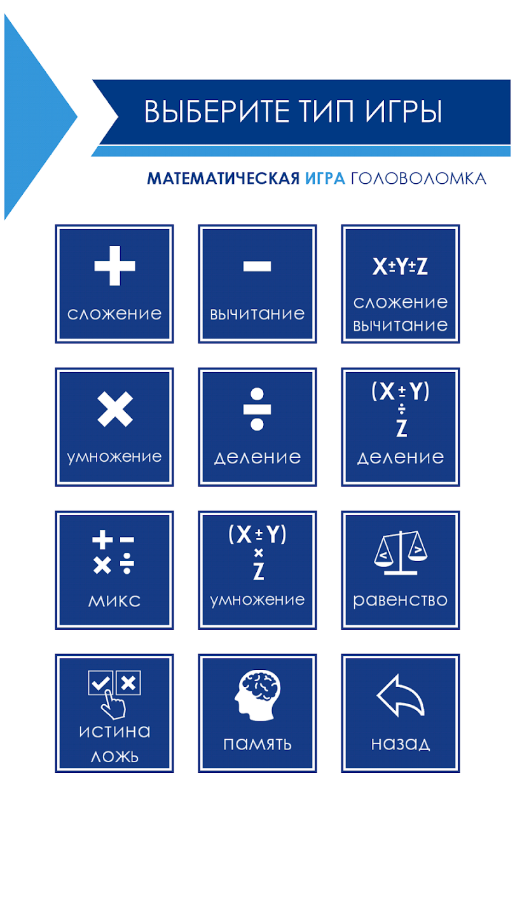 ВЫБЕРИТЕ ТИП ИГРЫ
МАТЕМАТИЧЕСКАЯ ИГРА ГОЛОВОЛОМКА
+
сложение
-
вычитание
X±Y±Z
сложение
вычитание
×
умножение
÷
деление
(X±Y)
÷
Z
деление
+ -
× ÷
микс
(X±Y)
×
Z
умножение
< >
равенство
истина
ложь
память
назад